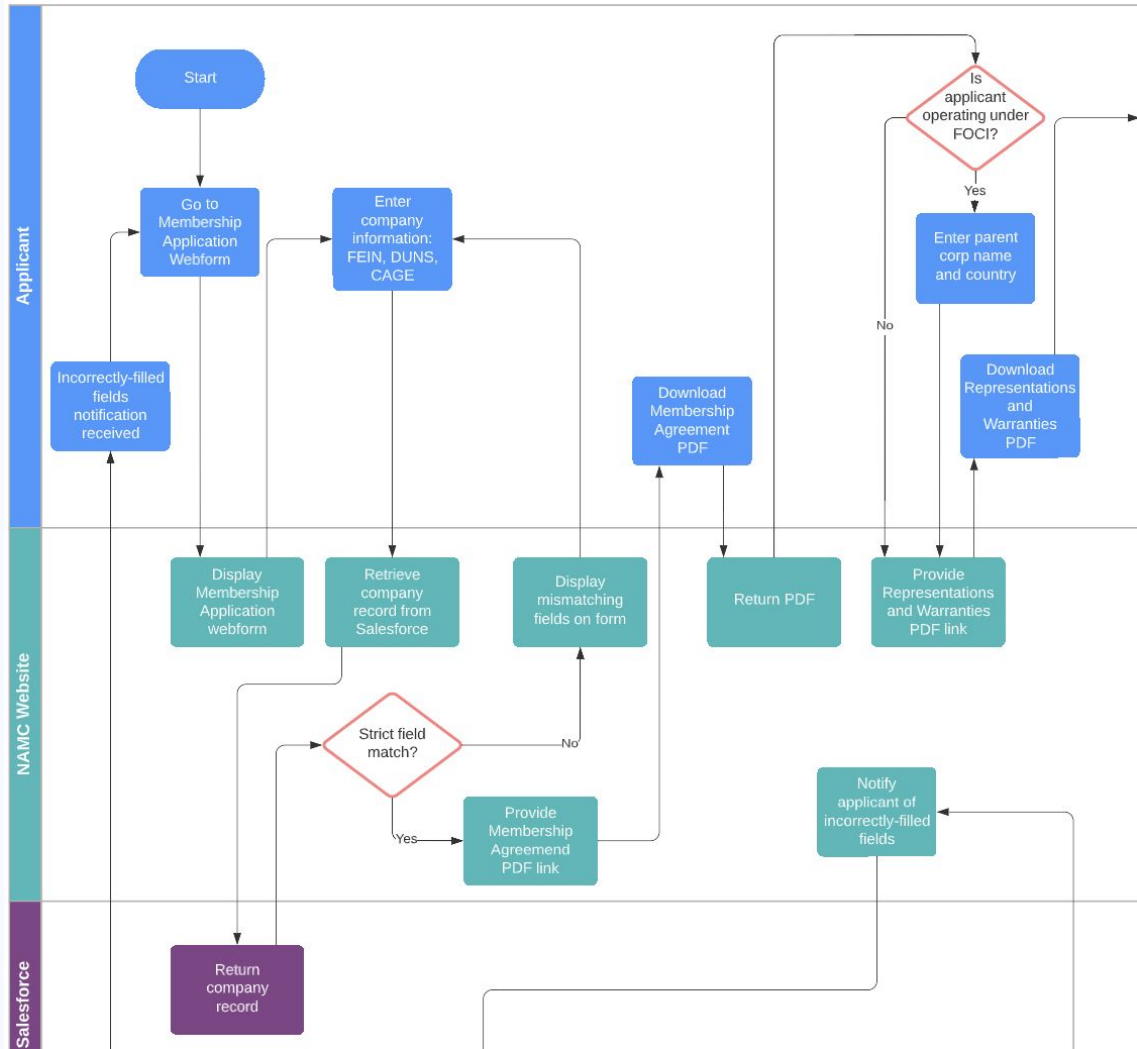 Applicant
Start
Is
applicant
operating under
FOCI?
Yes
No
Go to
Membership
Application
Webform
Enter
company
information:
FEIN, DUNS,
CAGE
Enter parent
corp name
and country
Incorrectly-filled
fields
notification
received
Download
Membership
Agreement
PDF
Download
Representations
and
Warranties
PDF
NAMC Website
Display
Membership
Application
webform
Retrieve
company
record from
Salesforce
Display
mismatching
fields on form
Return PDF
Provide
Representations
and Warranties
PDF link
Strict field
match?
No
Yes
Provide
Membership
Agreemend
PDF link
Notify
applicant of
incorrectly-filled
fields
Salesforce
Return
company
record